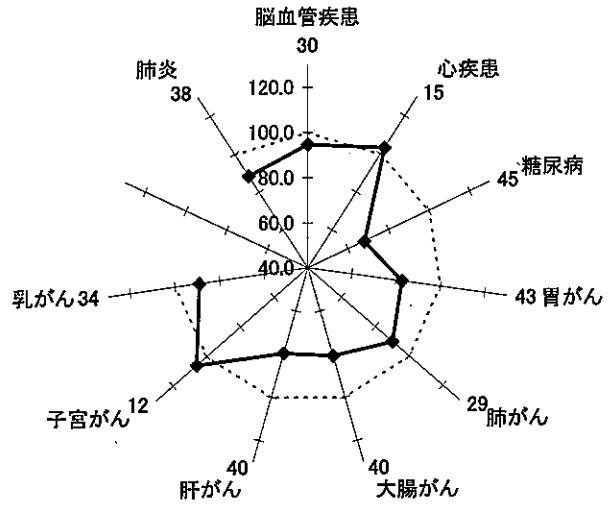 脳血管疾患
30
心疾患
15
糖尿病
45
43 胃がん
29
肺がん
40
大腸がん
40
肝がん
12
子宮がん
乳がん 34
肺炎
38
120.0
100.0
80.0
60.0
40.0